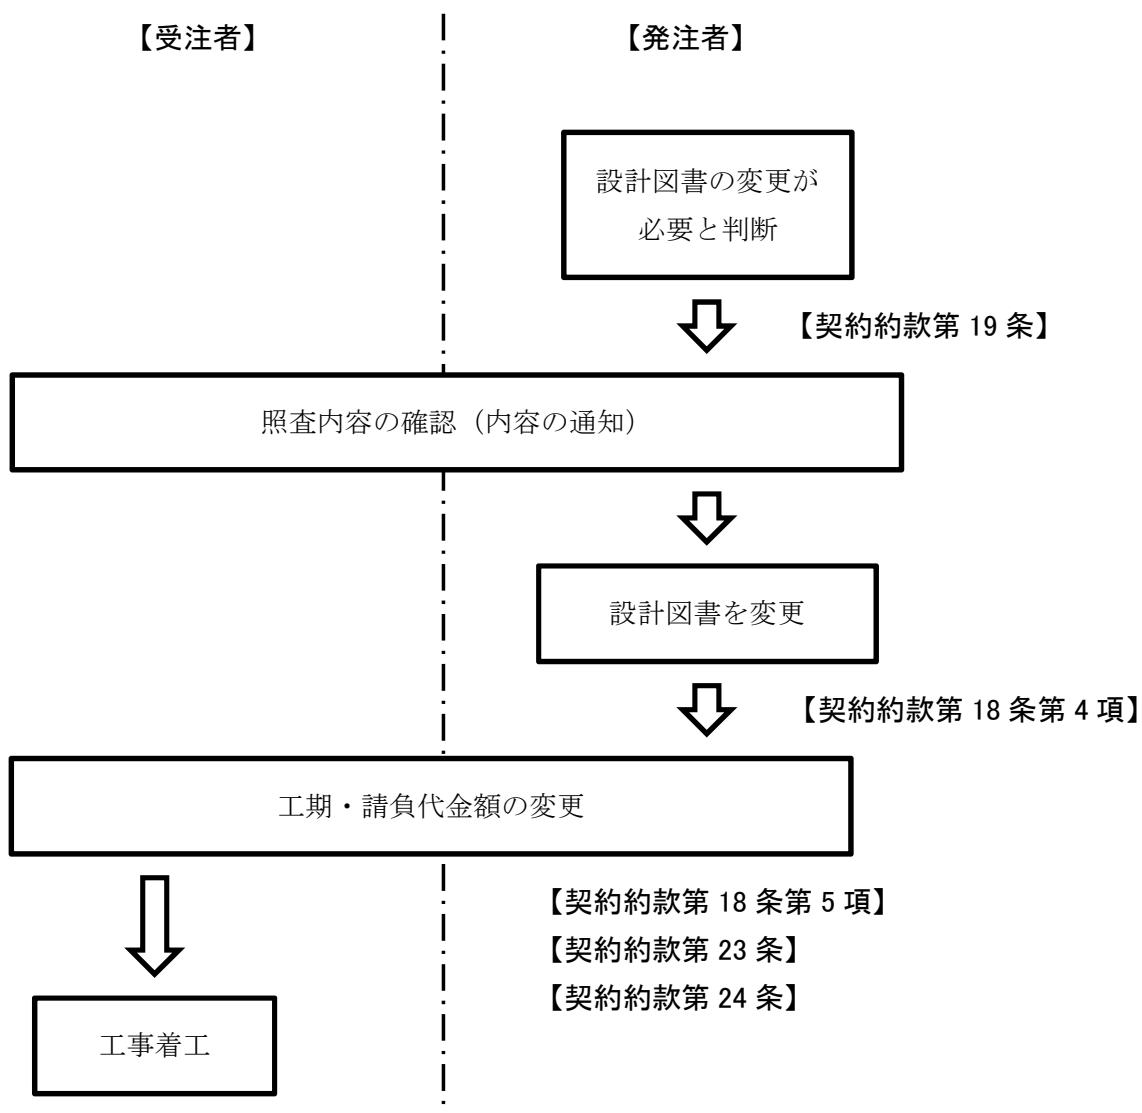 【受注者】
【発注者】
設計図書の変更が
必要と判断
【契約約款第 19 条】
照査内容の確認（内容の通知）
設計図書を変更
【契約約款第 18 条第 4 項】
工期・請負代金額の変更
【契約約款第 18 条第 5 項】
【契約約款第 23 条】
【契約約款第 24 条】
工事着工